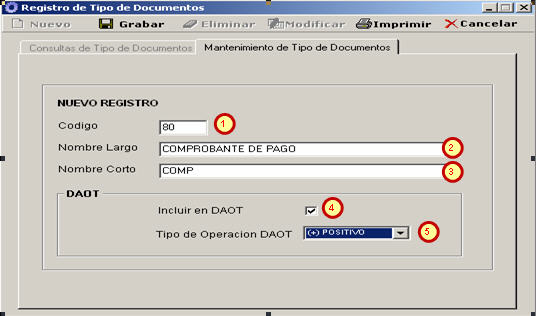 Registro de Tipo de Documentos
Nuevo Grabar Eliminar Modificar Imprimir Cancelar
Consultas de Tipo de Documentos Mantenimiento de Tipo de Documentos
NUEVO REGISTRO
Codigo 80 1
Nombre Largo COMPROBANTE DE PAGO 2
Nombre Corto COMP 3
DAOT
Incluir en DAOT 4
Tipo de Operacion DAOT (+) POSITIVO 5